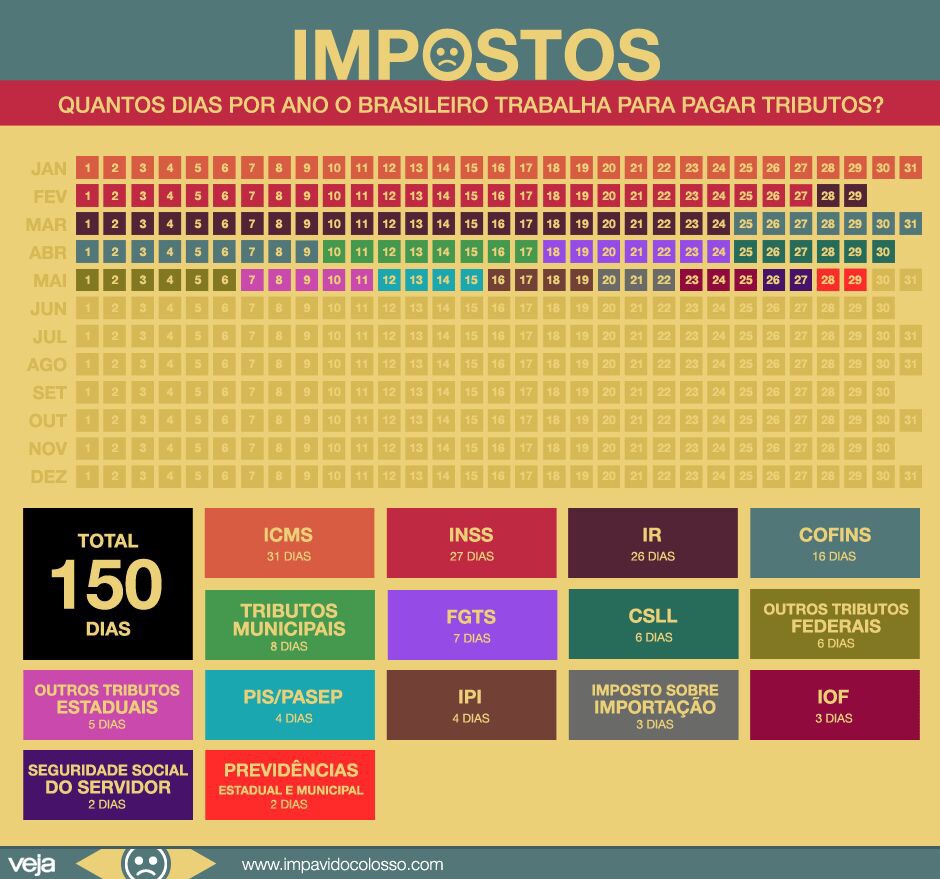 IMPOSTOS
QUANTOS DIAS POR ANO O BRASILEIRO TRABALHA PARA PAGAR TRIBUTOS?
JAN 1 2 3 4 5 6 7 8 9 10 11 12 13 14 15 16 17 18 19 20 21 22 23 24 25 26 27 28 29 30 31
FEV 1 2 3 4 5 6 7 8 9 10 11 12 13 14 15 16 17 18 19 20 21 22 23 24 25 26 27 28 29
MAR 1 2 3 4 5 6 7 8 9 10 11 12 13 14 15 16 17 18 19 20 21 22 23 24 25 26 27 28 29 30 31
ABR 1 2 3 4 5 6 7 8 9 10 11 12 13 14 15 16 17 18 19 20 21 22 23 24 25 26 27 28 29 30
MAI 1 2 3 4 5 6 7 8 9 10 11 12 13 14 15 16 17 18 19 20 21 22 23 24 25 26 27 28 29 30 31
JUN 1 2 3 4 5 6 7 8 9 10 11 12 13 14 15 16 17 18 19 20 21 22 23 24 25 26 27 28 29 30
JUL 1 2 3 4 5 6 7 8 9 10 11 12 13 14 15 16 17 18 19 20 21 22 23 24 25 26 27 28 29 30 31
AGO 1 2 3 4 5 6 7 8 9 10 11 12 13 14 15 16 17 18 19 20 21 22 23 24 25 26 27 28 29 30 31
SET 1 2 3 4 5 6 7 8 9 10 11 12 13 14 15 16 17 18 19 20 21 22 23 24 25 26 27 28 29 30
OUT 1 2 3 4 5 6 7 8 9 10 11 12 13 14 15 16 17 18 19 20 21 22 23 24 25 26 27 28 29 30 31
NOV 1 2 3 4 5 6 7 8 9 10 11 12 13 14 15 16 17 18 19 20 21 22 23 24 25 26 27 28 29 30
DEZ 1 2 3 4 5 6 7 8 9 10 11 12 13 14 15 16 17 18 19 20 21 22 23 24 25 26 27 28 29 30 31
TOTAL
150
DIAS
ICMS
31 DIAS
INSS
27 DIAS
IR
26 DIAS
COFINS
16 DIAS
TRIBUTOS
MUNICIPAIS
8 DIAS
FGTS
7 DIAS
CSLL
6 DIAS
OUTROS TRIBUTOS
FEDERAIS
6 DIAS
OUTROS TRIBUTOS
ESTADUAIS
5 DIAS
PIS/PASEP
4 DIAS
IPI
4 DIAS
IMPOSTO SOBRE
IMPORTAÇÃO
3 DIAS
IOF
3 DIAS
SEGURIDADE SOCIAL
DO SERVIDOR
2 DIAS
PREVIDÊNCIAS
ESTADUAL E MUNICIPAL
2 DIAS
veja
www.impavidocolosso.com